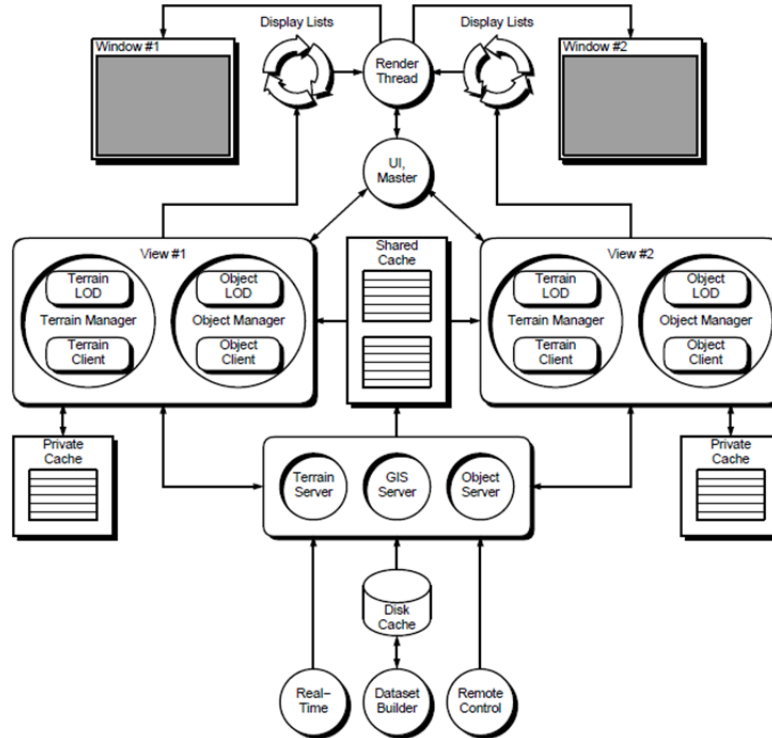 Display Lists
Display Lists
Window #1
Render
Thread
Window #2
UI,
Master
View #1
Shared
Cache
View #2
Terrain
LOD
Terrain Manager
Terrain
Client
Object
LOD
Object Manager
Object
Client
Terrain
LOD
Terrain Manager
Terrain
Client
Object
LOD
Object Manager
Object
Client
Private
Cache
Private
Cache
Terrain
Server
GIS
Server
Object
Server
Disk
Cache
Real-
Time
Dataset
Builder
Remote
Control